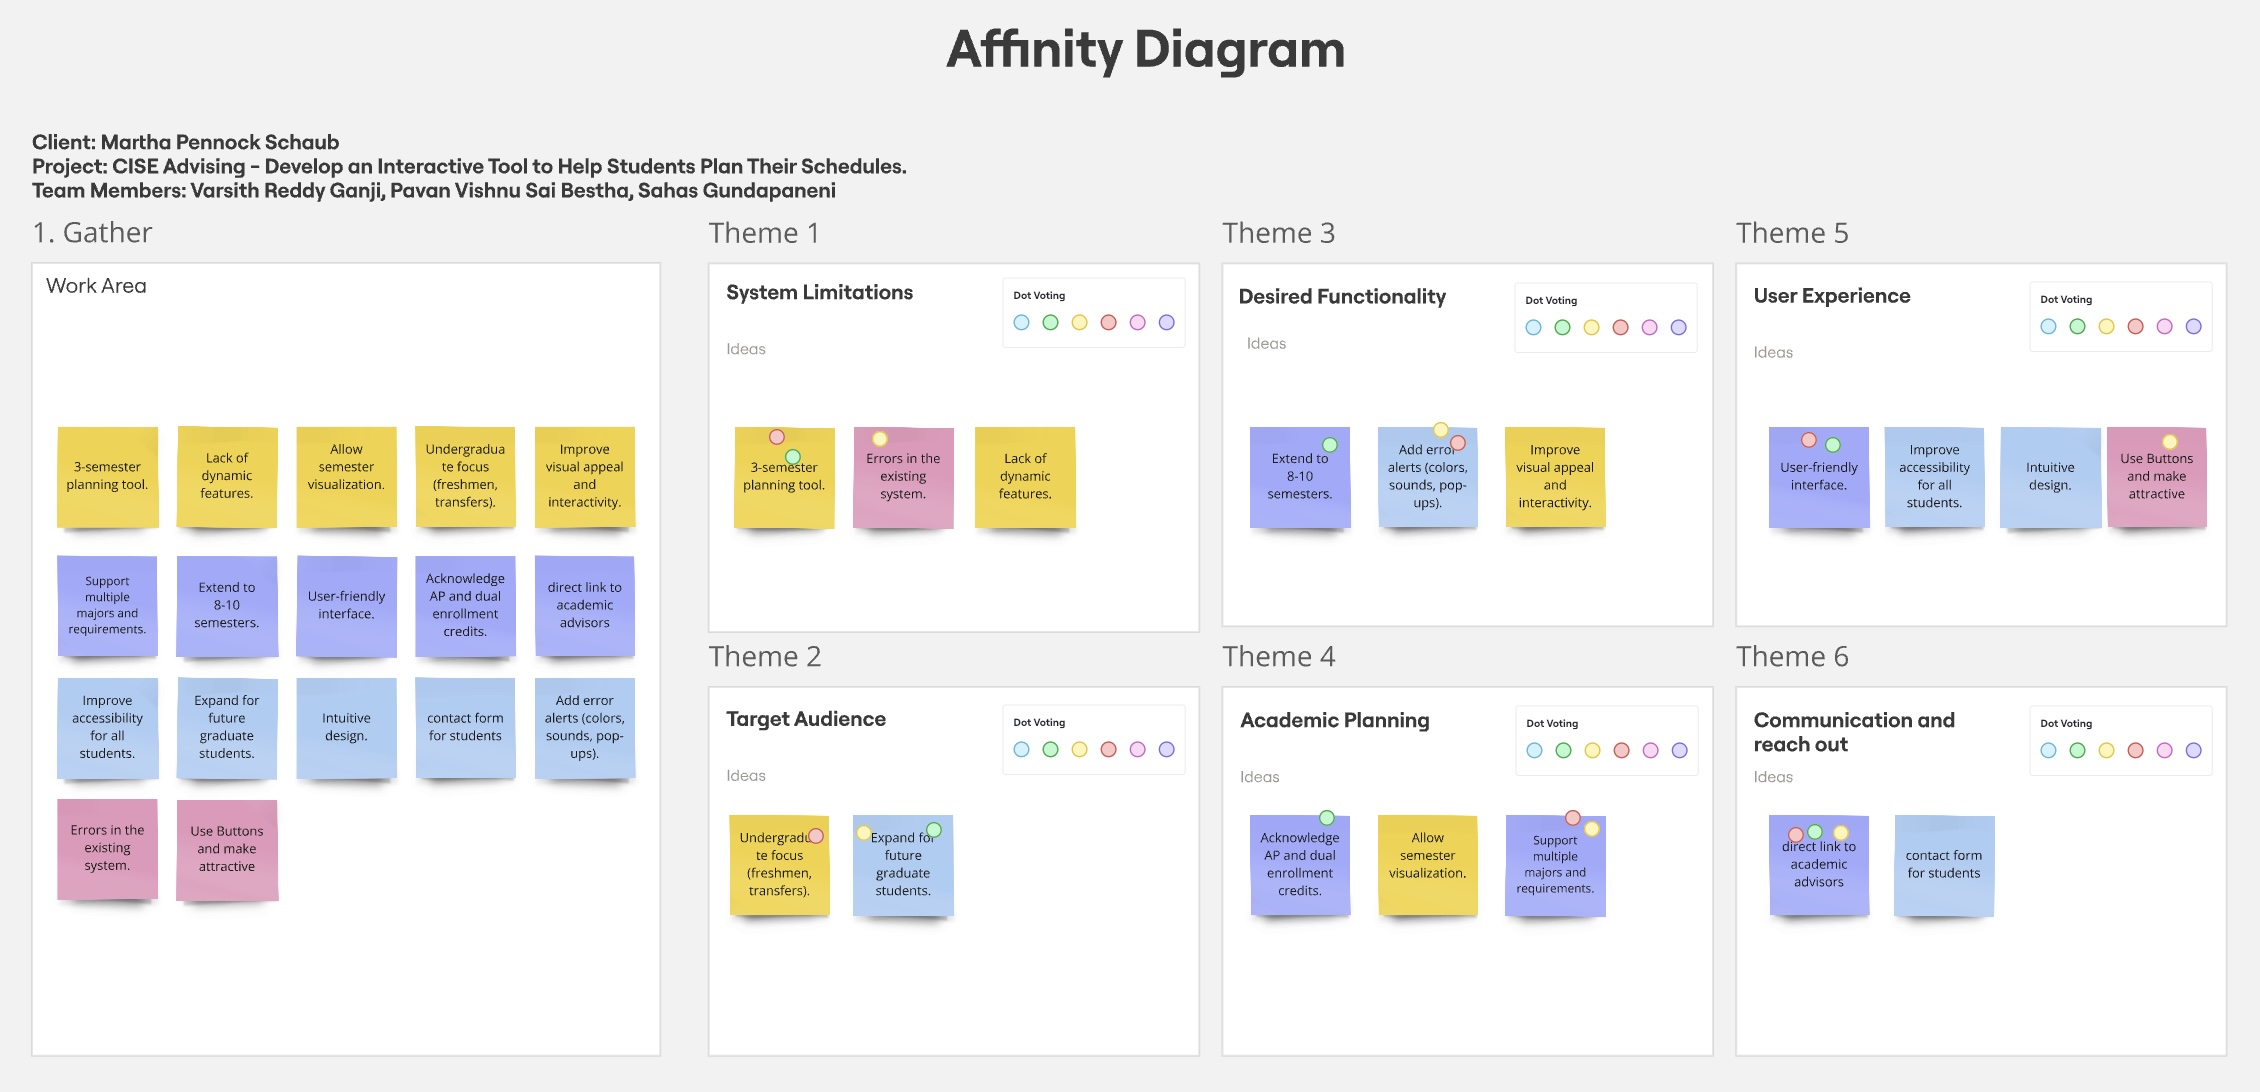 Affinity Diagram
Client: Martha Pennock Schaub
Project: CISE Advising - Develop an Interactive Tool to Help Students Plan Their Schedules.
Team Members: Varsith Reddy Ganji, Pavan Vishnu Sai Bestha, Sahas Gundapaneni
1. Gather
Work Area
3-semester
planning tool.
Lack of
dynamic
features.
Allow
semester
visualization.
Undergradua
te focus
(freshmen,
transfers).
Improve
visual appeal
and
interactivity.
Support
multiple
majors and
requirements.
Extend to
8-10
semesters.
User-friendly
interface.
Acknowledge
AP and dual
enrollment
credits.
direct link to
academic
advisors
Improve
accessibility
for all
students.
Expand for
future
graduate
students.
Intuitive
design.
contact form
for students
Add error
alerts (colors,
sounds, pop-
ups).
Errors in the
existing
system.
Use Buttons
and make
attractive
Theme 1
System Limitations
Dot Voting
Ideas
3-semester
planning tool.
Errors in the
existing
system.
Lack of
dynamic
features.
Theme 2
Target Audience
Dot Voting
Ideas
Undergradu
te focus
(freshmen,
transfers).
Expand for
future
graduate
students.
Theme 3
Desired Functionality
Dot Voting
Ideas
Extend to
8-10
semesters.
Add error
alerts (colors,
sounds, pop-
ups).
Improve
visual appeal
and
interactivity.
Theme 4
Academic Planning
Dot Voting
Ideas
Acknowledge
AP and dual
enrollment
credits.
Allow
semester
visualization.
Support
multiple
majors and
requirements.
Theme 5
User Experience
Dot Voting
Ideas
User-friendly
interface.
Improve
accessibility
for all
students.
Intuitive
design.
Use Buttons
and make
attractive
Theme 6
Communication and
reach out
Dot Voting
Ideas
direct link to
academic
advisors
contact form
for students